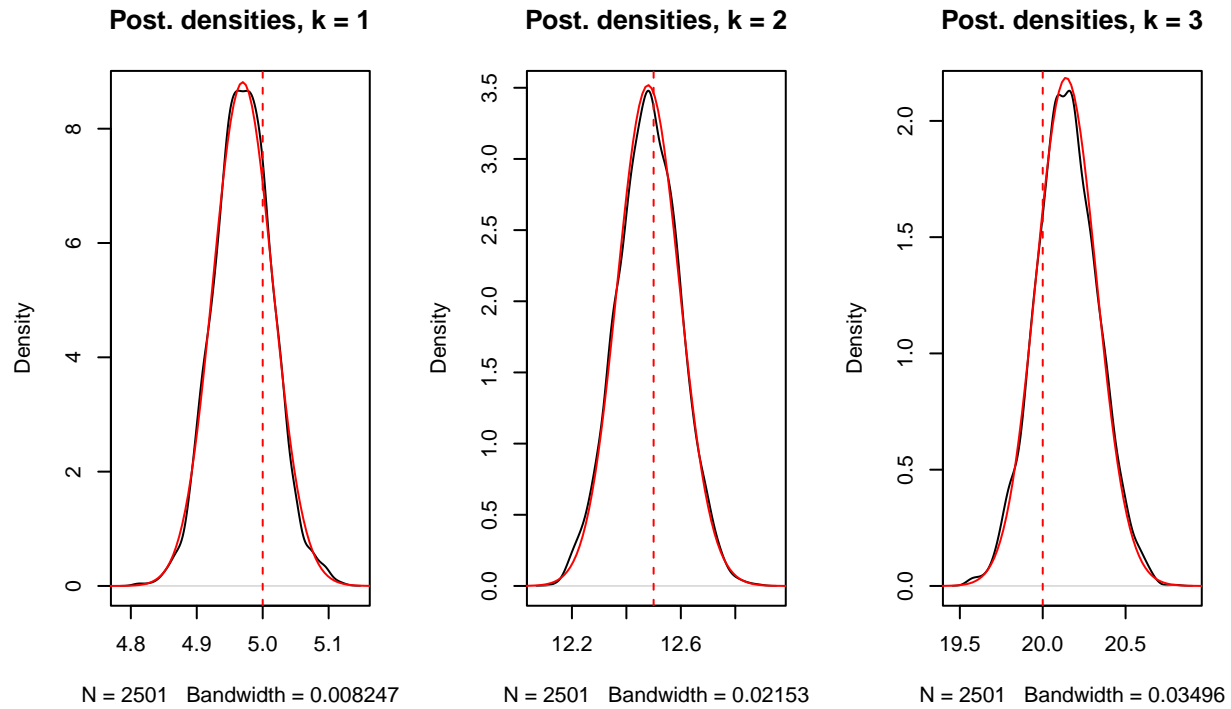 Post. densities, k = 1
Density
0
2
4
6
8
4.8 4.9 5.0 5.1
N = 2501 Bandwidth = 0.008247
Post. densities, k = 2
Density
0.0
0.5
1.0
1.5
2.0
2.5
3.0
3.5
12.2 12.6
N = 2501 Bandwidth = 0.02153
Post. densities, k = 3
Density
0.0
0.5
1.0
1.5
2.0
19.5 20.0 20.5
N = 2501 Bandwidth = 0.03496